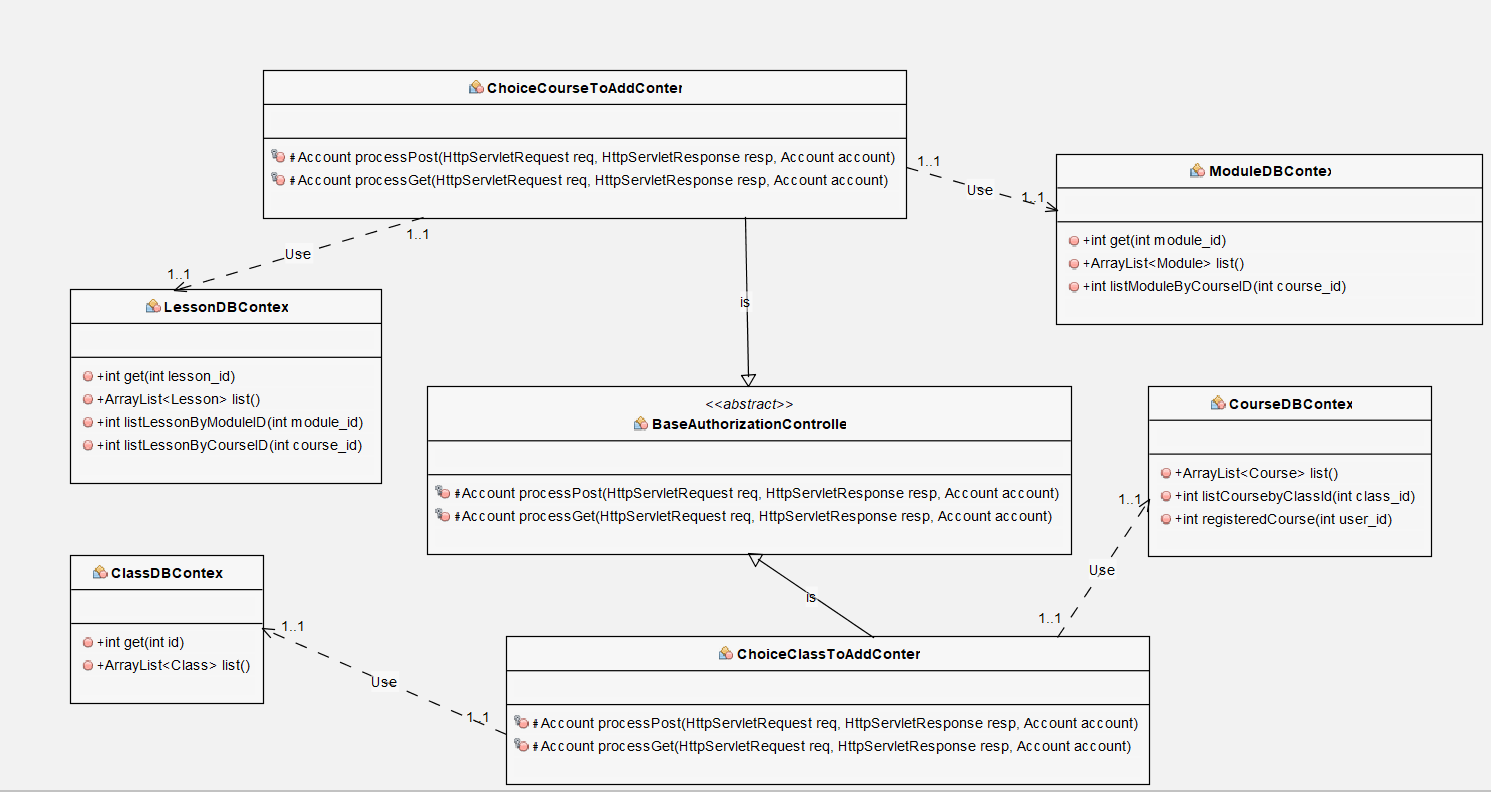 ChoiceCourseToAddConter
#Account processPost(HttpServletRequest req, HttpServletResponse resp, Account account)
#Account processGet(HttpServletRequest req, HttpServletResponse resp, Account account)
1..1
Use
1..1
ModuleDBContex
+int get(int module_id)
+ArrayList<Module> list()
+int listModuleByCourseID(int course_id)
1..1
Use
1..1
LessonDBContex
+int get(int lesson_id)
+ArrayList<Lesson> list()
+int listLessonByModuleID(int module_id)
+int listLessonByCourseID(int course_id)
is
<<abstract>>
BaseAuthorizationControlle
#Account processPost(HttpServletRequest req, HttpServletResponse resp, Account account)
#Account processGet(HttpServletRequest req, HttpServletResponse resp, Account account)
CourseDBContex
+ArrayList<Course> list()
+int listCoursebyClassId(int class_id)
+int registeredCourse(int user_id)
1..1
Use
1..1
is
ClassDBContex
+int get(int id)
+ArrayList<Class> list()
1..1
Use
1..1
ChoiceClassToAddConter
#Account processPost(HttpServletRequest req, HttpServletResponse resp, Account account)
#Account processGet(HttpServletRequest req, HttpServletResponse resp, Account account)